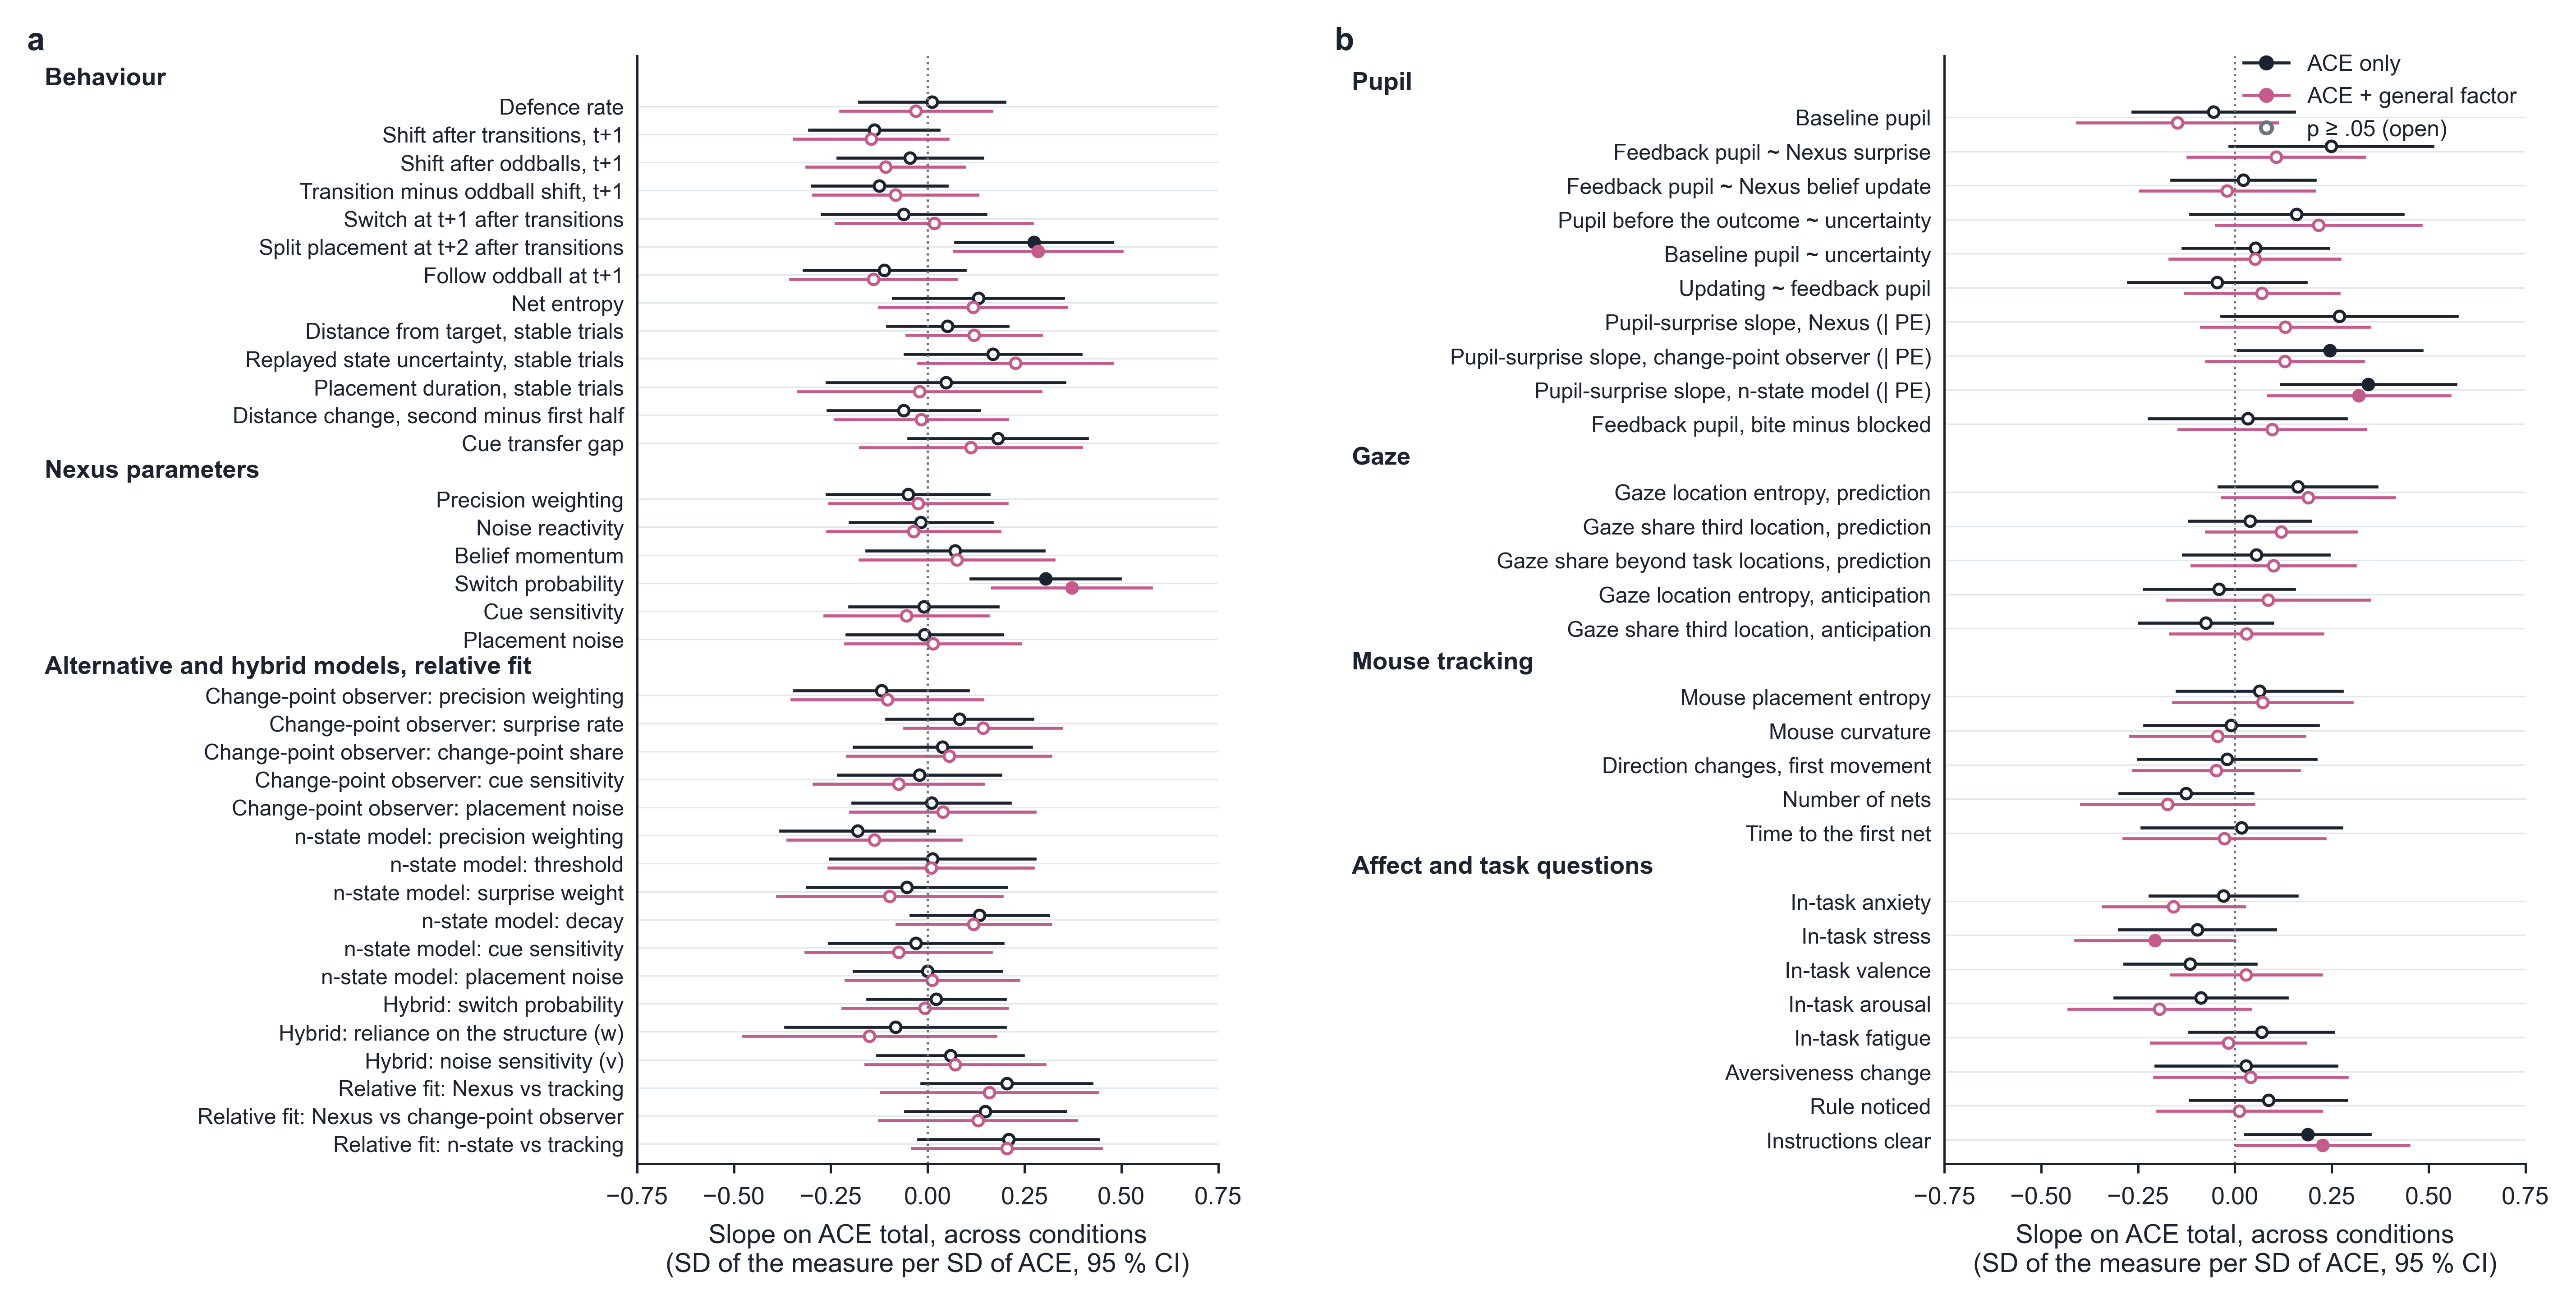 a
Behaviour
Defence rate
Shift after transitions, t+1
Shift after oddballs, t+1
Transition minus oddball shift, t+1
Switch at t+1 after transitions
Split placement at t+2 after transitions
Follow oddball at t+1
Net entropy
Distance from target, stable trials
Replayed state uncertainty, stable trials
Placement duration, stable trials
Distance change, second minus first half
Cue transfer gap
Nexus parameters
Precision weighting
Noise reactivity
Belief momentum
Switch probability
Cue sensitivity
Placement noise
Alternative and hybrid models, relative fit
Change-point observer: precision weighting
Change-point observer: surprise rate
Change-point observer: change-point share
Change-point observer: cue sensitivity
Change-point observer: placement noise
n-state model: precision weighting
n-state model: threshold
n-state model: surprise weight
n-state model: decay
n-state model: cue sensitivity
n-state model: placement noise
Hybrid: switch probability
Hybrid: reliance on the structure (w)
Hybrid: noise sensitivity (v)
Relative fit: Nexus vs tracking
Relative fit: Nexus vs change-point observer
Relative fit: n-state vs tracking
−0.75 −0.50 −0.25 0.00 0.25 0.50 0.75
Slope on ACE total, across conditions
(SD of the measure per SD of ACE, 95 % CI)
b
ACE only
ACE + general factor
p ≥ .05 (open)
Pupil
Baseline pupil
Feedback pupil ~ Nexus surprise
Feedback pupil ~ Nexus belief update
Pupil before the outcome ~ uncertainty
Baseline pupil ~ uncertainty
Updating ~ feedback pupil
Pupil-surprise slope, Nexus (| PE)
Pupil-surprise slope, change-point observer (| PE)
Pupil-surprise slope, n-state model (| PE)
Feedback pupil, bite minus blocked
Gaze
Gaze location entropy, prediction
Gaze share third location, prediction
Gaze share beyond task locations, prediction
Gaze location entropy, anticipation
Gaze share third location, anticipation
Mouse tracking
Mouse placement entropy
Mouse curvature
Direction changes, first movement
Number of nets
Time to the first net
Affect and task questions
In-task anxiety
In-task stress
In-task valence
In-task arousal
In-task fatigue
Aversiveness change
Rule noticed
Instructions clear
−0.75 −0.50 −0.25 0.00 0.25 0.50 0.75
Slope on ACE total, across conditions
(SD of the measure per SD of ACE, 95 % CI)